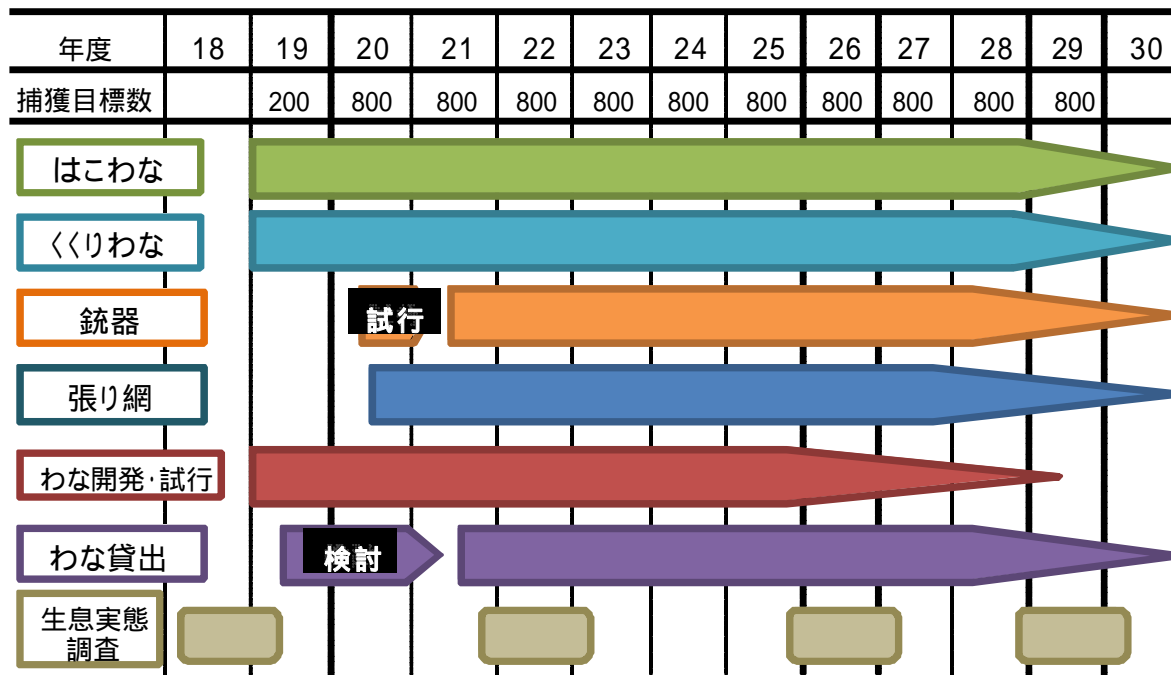 年度 18 19 20 21 22 23 24 25 26 27 28 29 30
捕獲目標数 200 800 800 800 800 800 800 800 800 800 800
はこわな
くくりわな
銃器 試行
張り網
わな開発・試行
わな貸出 検討
生息実態
調査